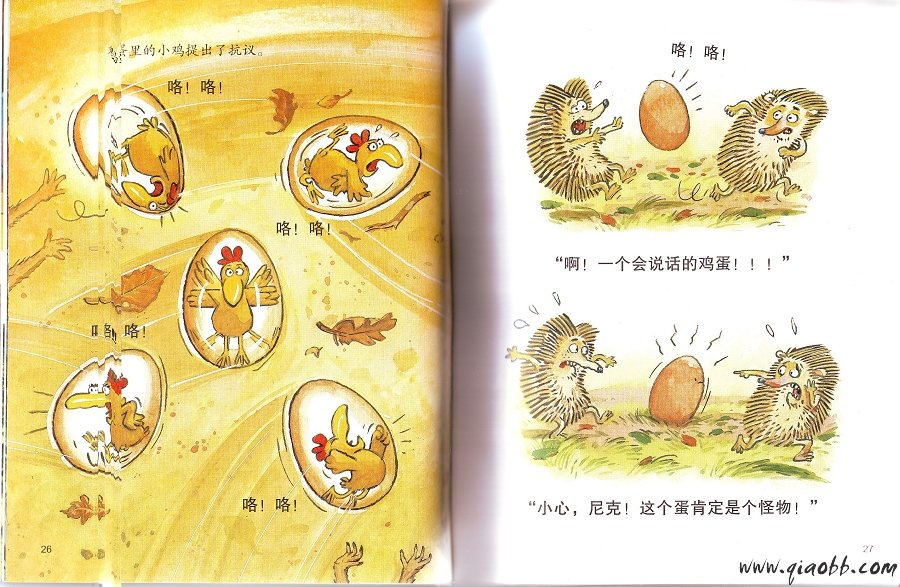 里的小鸡提出了抗议。
咯！咯！
咯！咯！
咯！咯！
咯！咯！
26
咯！咯！
“啊！一个会说话的鸡蛋！！！”
“小心，尼克！这个蛋肯定是个怪物！”
27
www.qiaobb.com